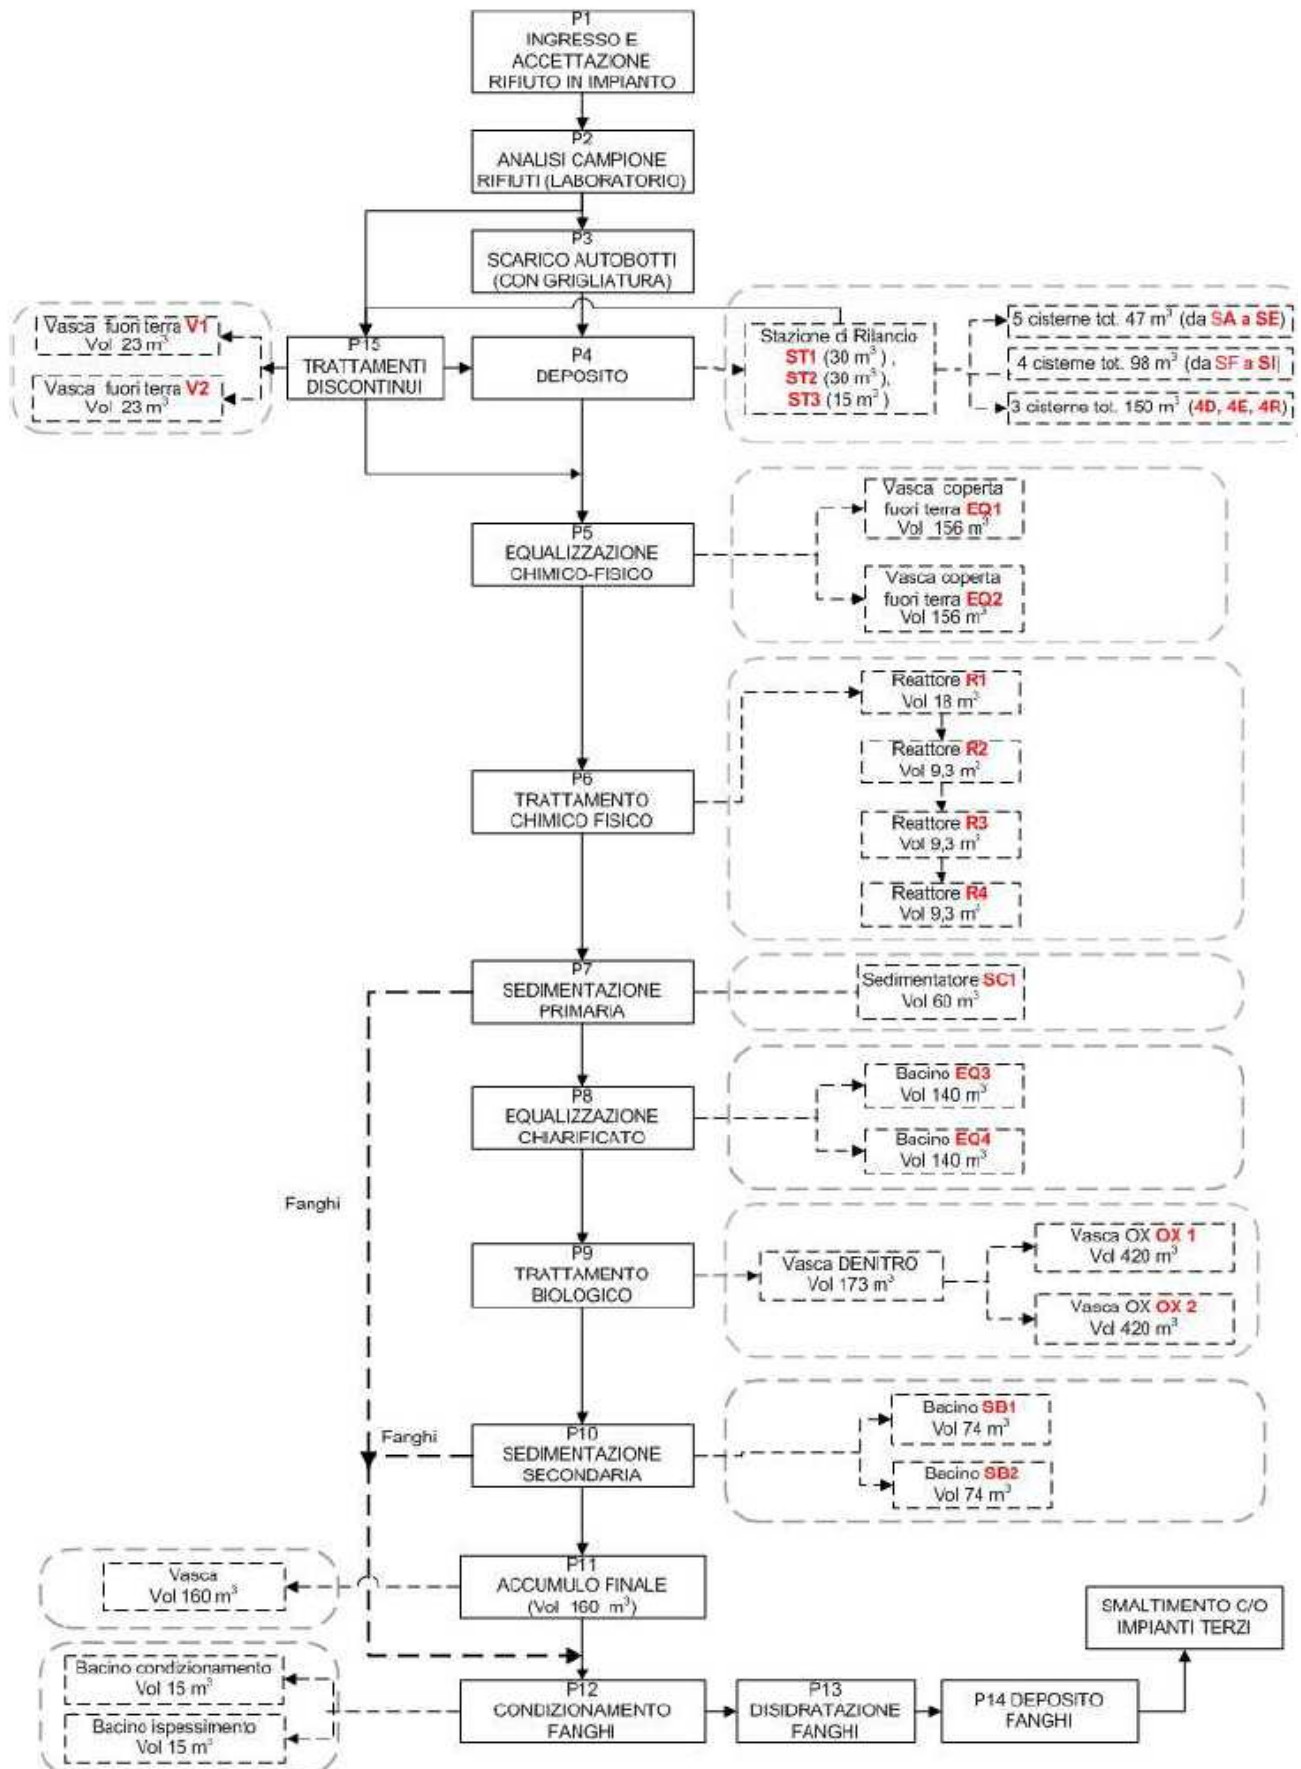 P1
INGRESSO E
ACCETTAZIONE
RIFIUTO IN IMPIANTO
P2
ANALISI CAMPIONE
RIFIUTI (LABORATORIO)
P3
SCARICO AUTOBOTTI
(CON GRIGLIATURA)
Vasca fuori terra V1
Vol 23 m³
Vasca fuori terra V2
Vol 23 m³
P15
TRATTAMENTI
DISCONTINUI
P4
DEPOSITO
Stazione di Rilancio
ST1 (30 m³),
ST2 (30 m³),
ST3 (15 m³)
5 cisterne tot. 47 m³ (da SA a SE)
4 cisterne tot. 98 m³ (da SF a SI)
3 cisterne tot. 150 m³ (4D, 4E, 4R)
P5
EQUALIZZAZIONE
CHIMICO-FISICO
Vasca coperta
fuori terra EQ1
Vol 156 m³
Vasca coperta
fuori terra EQ2
Vol 156 m³
P6
TRATTAMENTO
CHIMICO FISICO
Reattore R1
Vol 18 m³
Reattore R2
Vol 9,3 m³
Reattore R3
Vol 9,3 m³
Reattore R4
Vol 9,3 m³
P7
SEDIMENTAZIONE
PRIMARIA
Sedimentatore SC1
Vol 60 m³
P8
EQUALIZZAZIONE
CHIARIFICATO
Bacino EQ3
Vol 140 m³
Bacino EQ4
Vol 140 m³
Fanghi
P9
TRATTAMENTO
BIOLOGICO
Vasca DENITRO
Vol 173 m³
Vasca OX OX 1
Vol 420 m³
Vasca OX OX 2
Vol 420 m³
Fanghi
P10
SEDIMENTAZIONE
SECONDARIA
Bacino SB1
Vol 74 m³
Bacino SB2
Vol 74 m³
Vasca
Vol 160 m³
P11
ACCUMULO FINALE
(Vol 160 m³)
SMALTIMENTO C/O
IMPIANTI TERZI
Bacino condizionamento
Vol 15 m³
Bacino ispessimento
Vol 15 m³
P12
CONDIZIONAMENTO
FANGHI
P13
DISIDRATAZIONE
FANGHI
P14 DEPOSITO
FANGHI